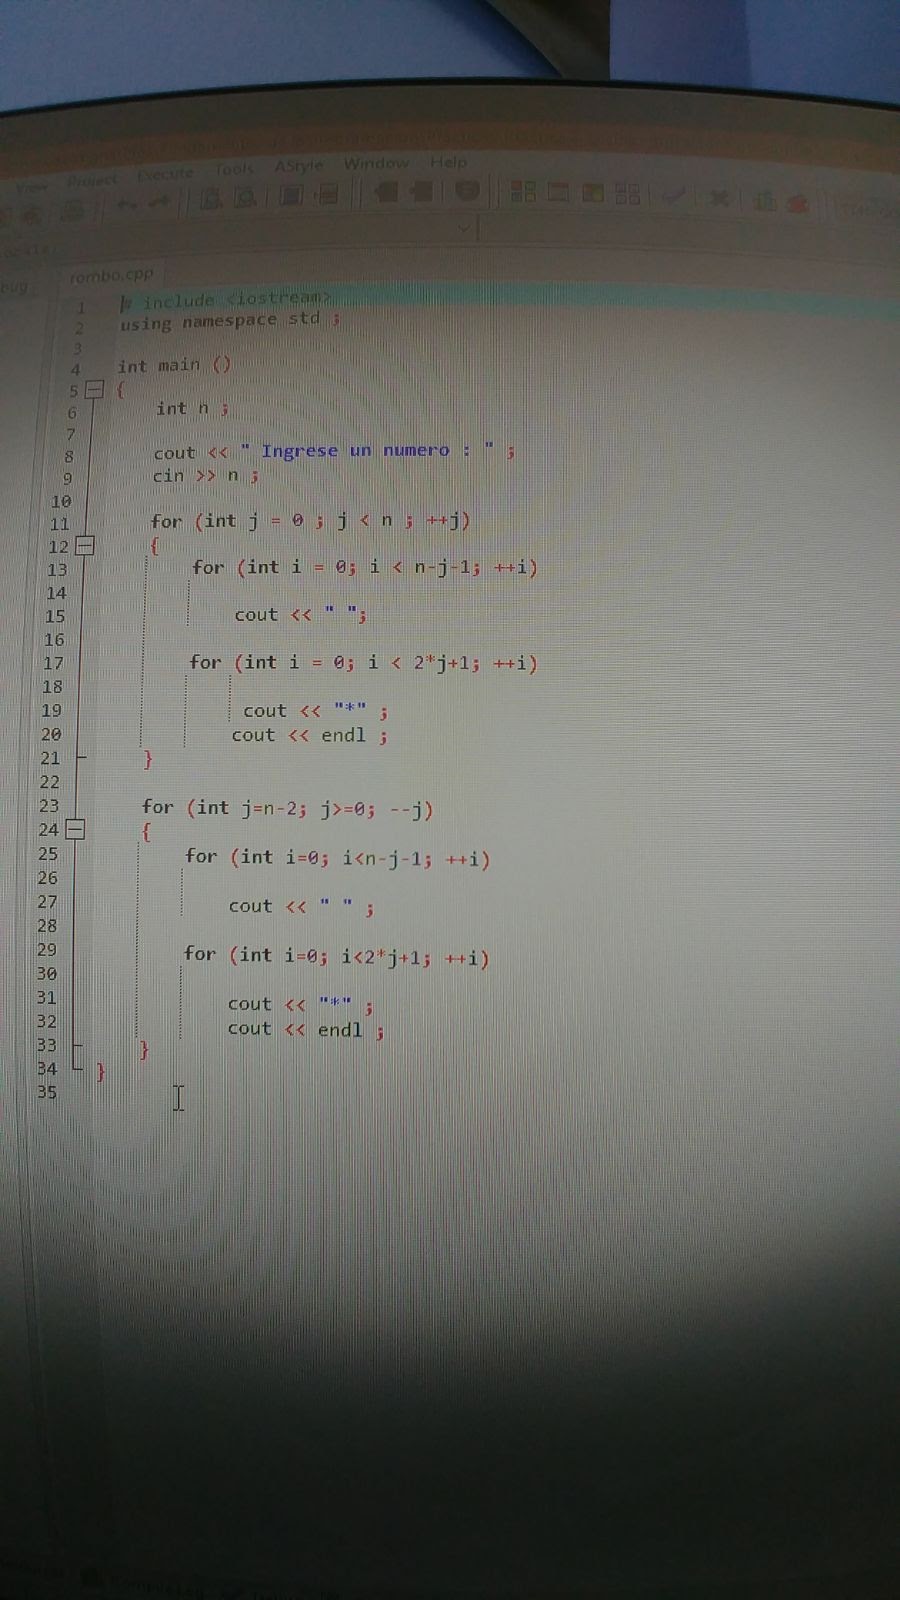 View Project Execute Tools AStyle Window Help
rombo.cpp
1 # include <iostream>
2 using namespace std ;
3
4 int main ()
5 {
6 int n ;
7
8 cout << " Ingrese un numero : " ;
9 cin >> n ;
10
11 for (int j = 0 ; j < n ; ++j)
12 {
13 for (int i = 0; i < n-j-1; ++i)
14
15 cout << " ";
16
17 for (int i = 0; i < 2*j+1; ++i)
18
19 cout << "*" ;
20 cout << endl ;
21 }
22
23 for (int j=n-2; j>=0; --j)
24 {
25 for (int i=0; i<n-j-1; ++i)
26
27 cout << " " ;
28
29 for (int i=0; i<2*j+1; ++i)
30
31 cout << "*" ;
32 cout << endl ;
33 }
34 }
35